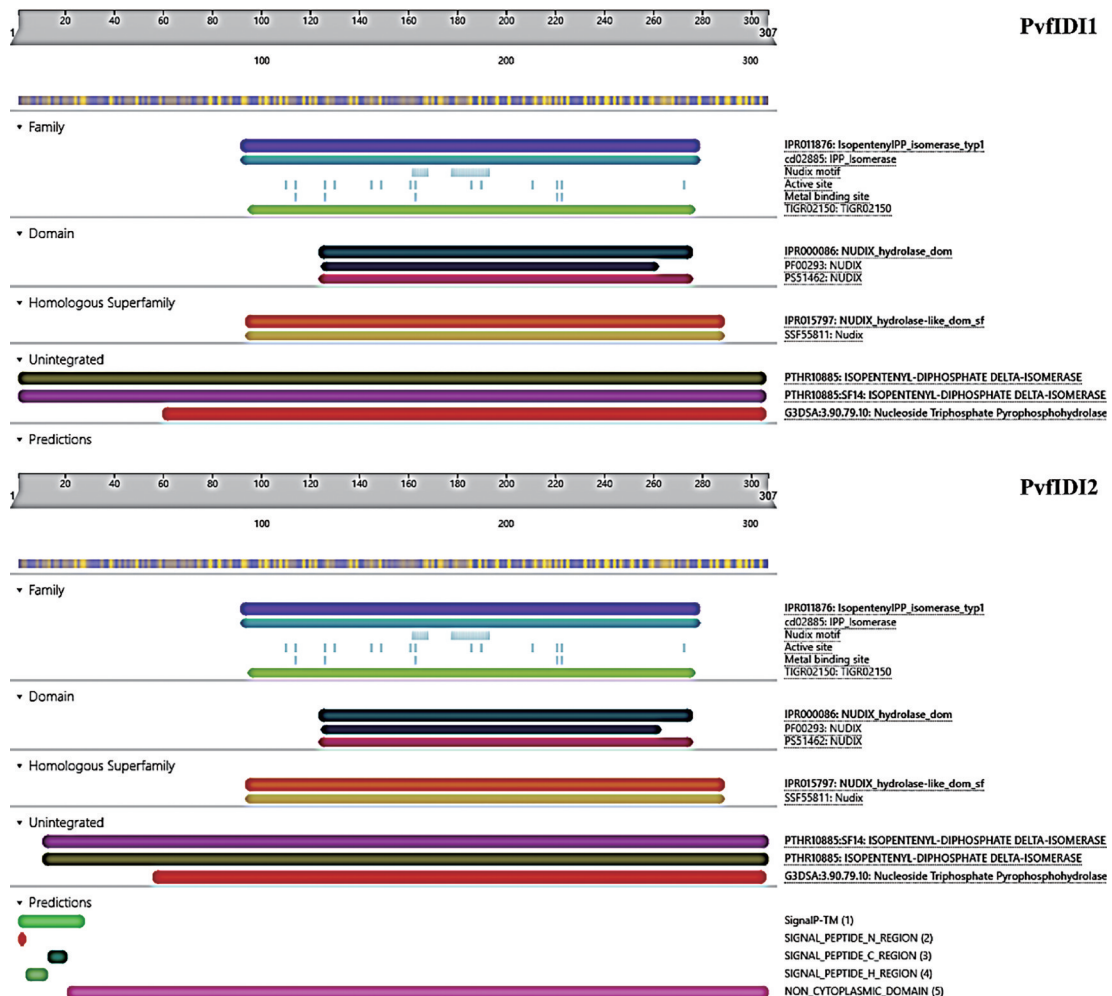 20 40 60 80 100 120 140 160 180 200 220 240 260 280 300
1 307
PvfIDI1
100 200 300
Family
IPR011876: IsopentenylPP_isomerase_typ1
cd02885: IPP_Isomerase
Nudix motif
Active site
Metal binding site
TIGR02150: TIGR02150
Domain
IPR000086: NUDIX_hydrolase_dom
PF00293: NUDIX
PS51462: NUDIX
Homologous Superfamily
IPR015797: NUDIX_hydrolase-like_dom_sf
SSF55811: Nudix
Unintegrated
PTHR10885: ISOPENTENYL-DIPHOSPHATE DELTA-ISOMERASE
PTHR10885:SF14: ISOPENTENYL-DIPHOSPHATE DELTA-ISOMERASE
G3DSA:3.90.79.10: Nucleoside Triphosphate Pyrophosphohydrolase
Predictions
20 40 60 80 100 120 140 160 180 200 220 240 260 280 300
1 307
PvfIDI2
100 200 300
Family
IPR011876: IsopentenylPP_isomerase_typ1
cd02885: IPP_Isomerase
Nudix motif
Active site
Metal binding site
TIGR02150: TIGR02150
Domain
IPR000086: NUDIX_hydrolase_dom
PF00293: NUDIX
PS51462: NUDIX
Homologous Superfamily
IPR015797: NUDIX_hydrolase-like_dom_sf
SSF55811: Nudix
Unintegrated
PTHR10885:SF14: ISOPENTENYL-DIPHOSPHATE DELTA-ISOMERASE
PTHR10885: ISOPENTENYL-DIPHOSPHATE DELTA-ISOMERASE
G3DSA:3.90.79.10: Nucleoside Triphosphate Pyrophosphohydrolase
Predictions
SignalP-TM (1)
SIGNAL_PEPTIDE_N_REGION (2)
SIGNAL_PEPTIDE_C_REGION (3)
SIGNAL_PEPTIDE_H_REGION (4)
NON_CYTOPLASMIC_DOMAIN (5)